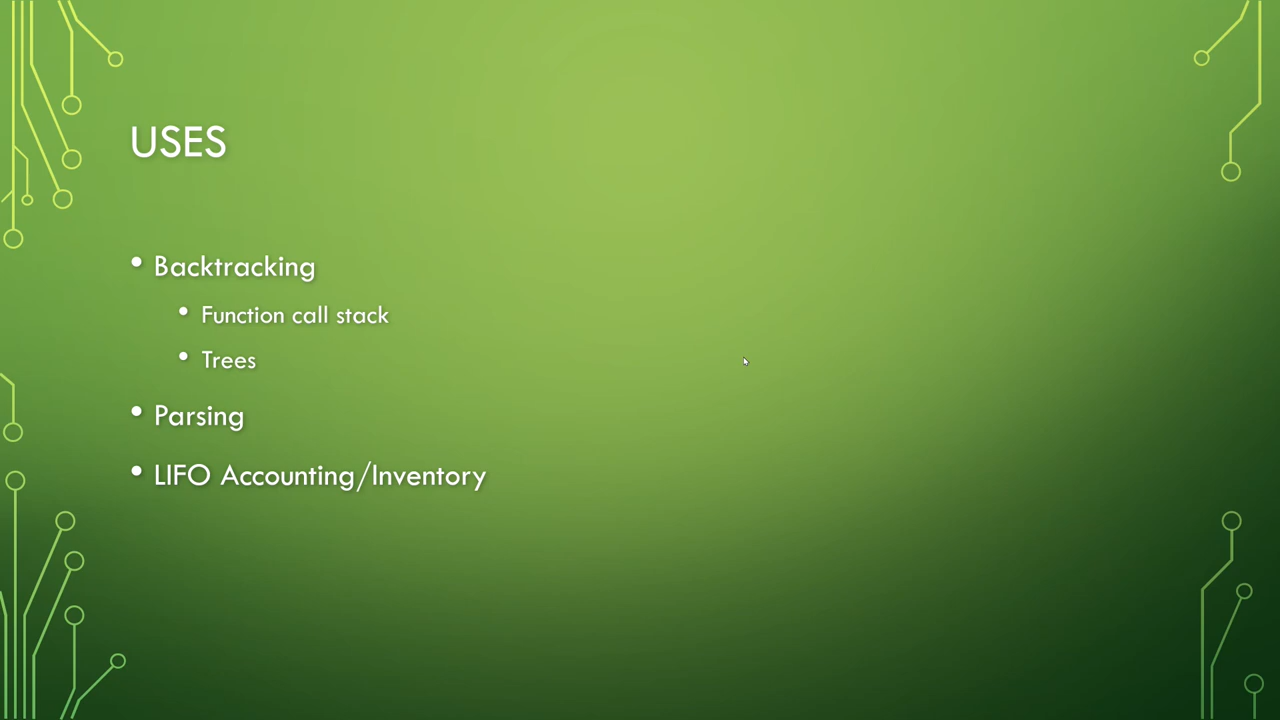 USES
• Backtracking
• Function call stack
• Trees
• Parsing
• LIFO Accounting/Inventory